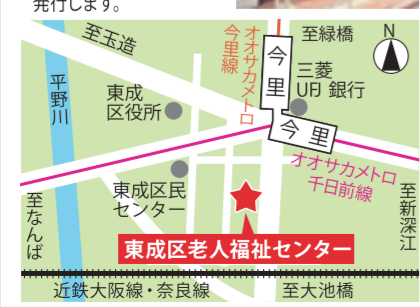 発行します。
至玉造
オオサカメトロ
今里線
今里
至緑橋
N
三菱
UFJ 銀行
平野川
東成
区役所
今里
オオサカメトロ
千日前線
東成区民
センター
至なんば
至新深江
東成区老人福祉センター
近鉄大阪線・奈良線
至大池橋